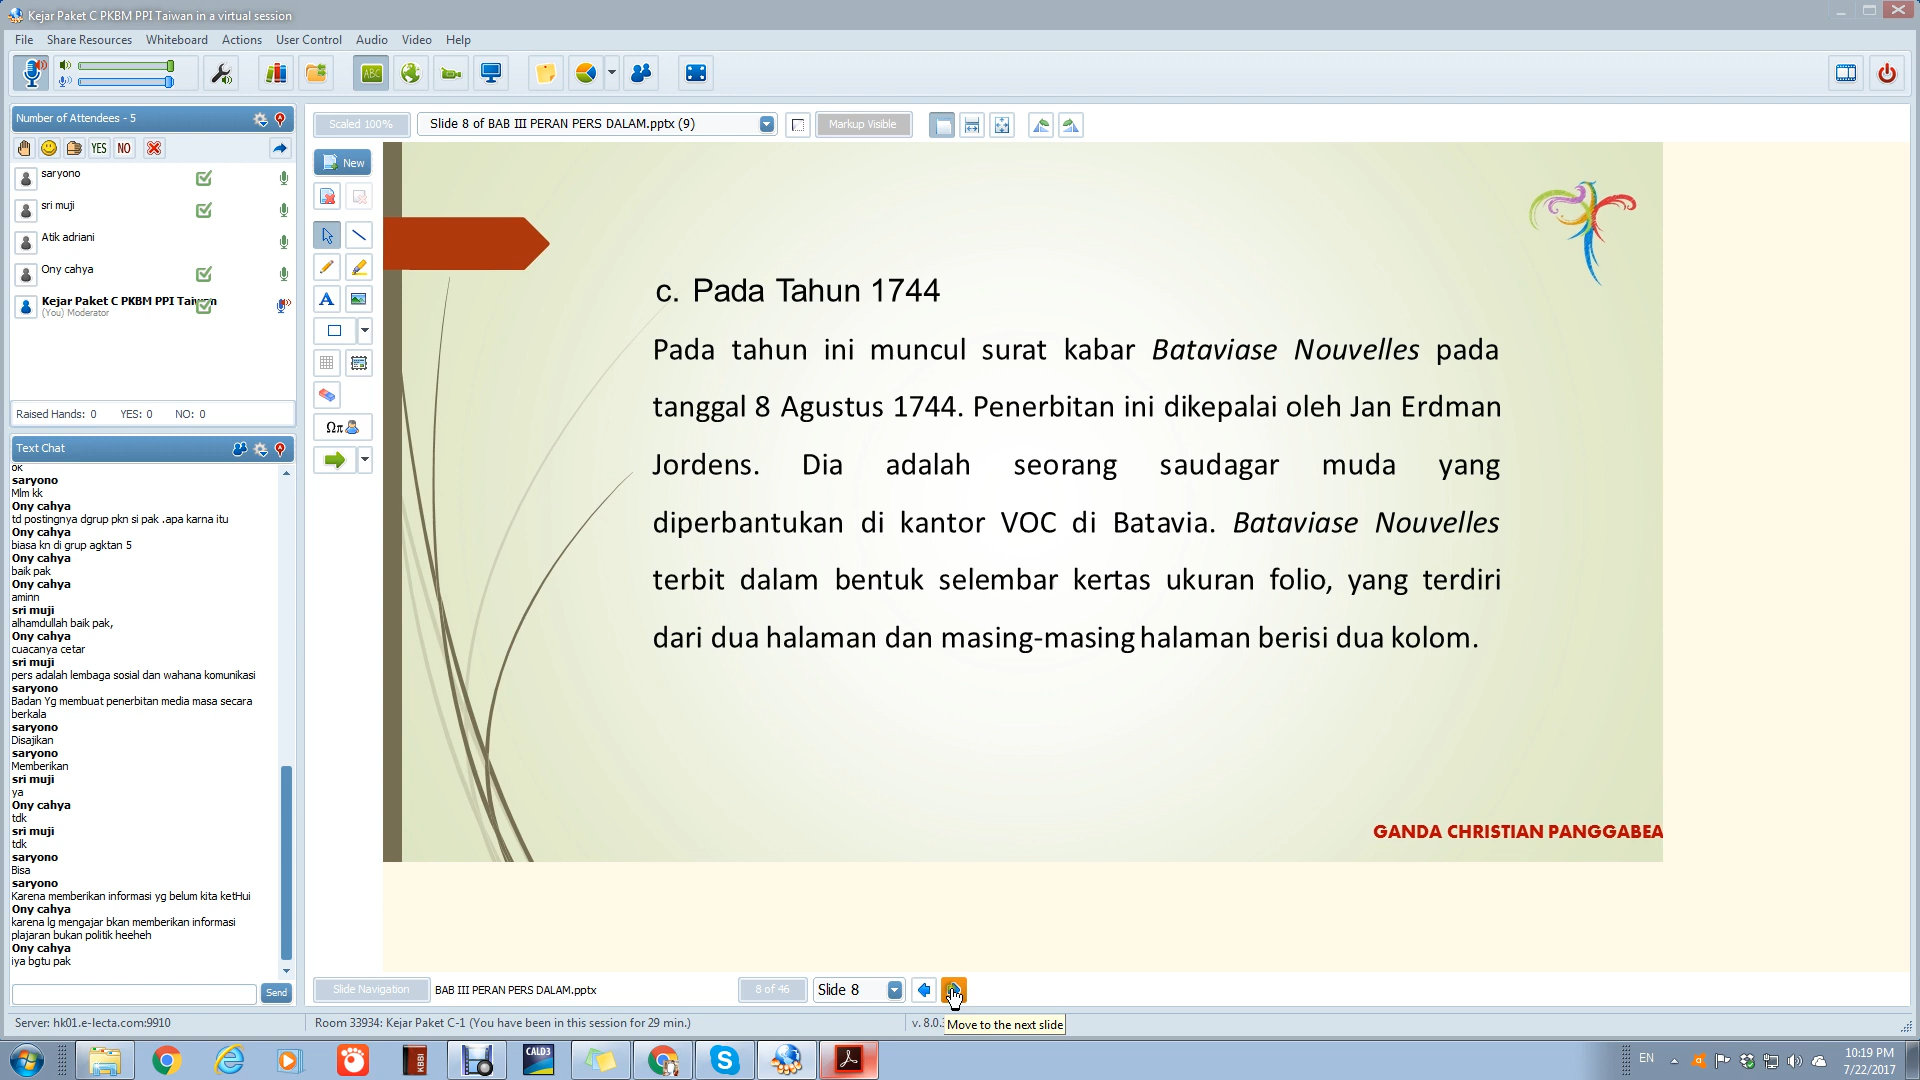 Kejar Paket C PKBM PPI Taiwan in a virtual session
File Share Resources Whiteboard Actions User Control Audio Video Help
ABC
Number of Attendees - 5
YES NO
saryono
sri muji
Atik adriani
Ony cahya
Kejar Paket C PKBM PPI Taiwan
(You) Moderator
Raised Hands: 0 YES: 0 NO: 0
Text Chat
ok
saryono
Mlm kk
Ony cahya
td postingnya dgrup pkn si pak .apa karna itu
Ony cahya
biasa kn di grup agktan 5
Ony cahya
baik pak
Ony cahya
aminn
sri muji
alhamdullah baik pak,
Ony cahya
cuacanya cetar
sri muji
pers adalah lembaga sosial dan wahana komunikasi
saryono
Badan Yg membuat penerbitan media masa secara
berkala
saryono
Disajikan
saryono
Memberikan
sri muji
ya
Ony cahya
tdk
sri muji
tdk
saryono
Bisa
saryono
Karena memberikan informasi yg belum kita ketHui
Ony cahya
karena lg mengajar bkan memberikan informasi
plajaran bukan politik heeheh
Ony cahya
iya bgtu pak
Send
Scaled 100% Slide 8 of BAB III PERAN PERS DALAM.pptx (9) Markup Visible
New
A
Ωπ
c. Pada Tahun 1744
Pada tahun ini muncul surat kabar Bataviase Nouvelles pada
tanggal 8 Agustus 1744. Penerbitan ini dikepalai oleh Jan Erdman
Jordens. Dia adalah seorang saudagar muda yang
diperbantukan di kantor VOC di Batavia. Bataviase Nouvelles
terbit dalam bentuk selembar kertas ukuran folio, yang terdiri
dari dua halaman dan masing-masing halaman berisi dua kolom.
GANDA CHRISTIAN PANGGABEA
Slide Navigation BAB III PERAN PERS DALAM.pptx 8 of 46 Slide 8
Server: hk01.e-lecta.com:9910 Room 33934: Kejar Paket C-1 (You have been in this session for 29 min.) v. 8.0.
Move to the next slide
KBBI CALD3 EN 10:19 PM
7/22/2017